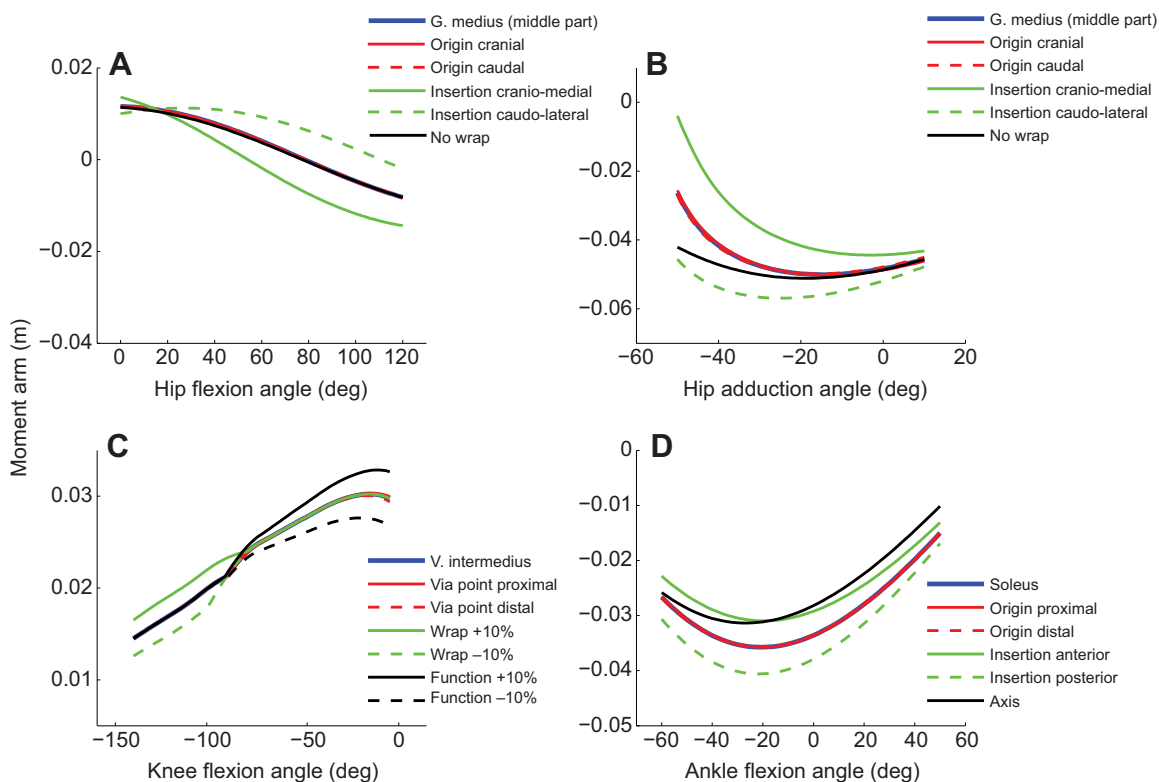 A
G. medius (middle part)
Origin cranial
Origin caudal
Insertion cranio-medial
Insertion caudo-lateral
No wrap
0.02
0
−0.02
−0.04
0 20 40 60 80 100 120
Hip flexion angle (deg)
B
G. medius (middle part)
Origin cranial
Origin caudal
Insertion cranio-medial
Insertion caudo-lateral
No wrap
0
−0.02
−0.04
−0.06
−60 −40 −20 0 20
Hip adduction angle (deg)
Moment arm (m)
C
0.03
0.02
0.01
V. intermedius
Via point proximal
Via point distal
Wrap +10%
Wrap −10%
Function +10%
Function −10%
−150 −100 −50 0
Knee flexion angle (deg)
D
0
−0.01
−0.02
−0.03
−0.04
−0.05
Soleus
Origin proximal
Origin distal
Insertion anterior
Insertion posterior
Axis
−60 −40 −20 0 20 40 60
Ankle flexion angle (deg)